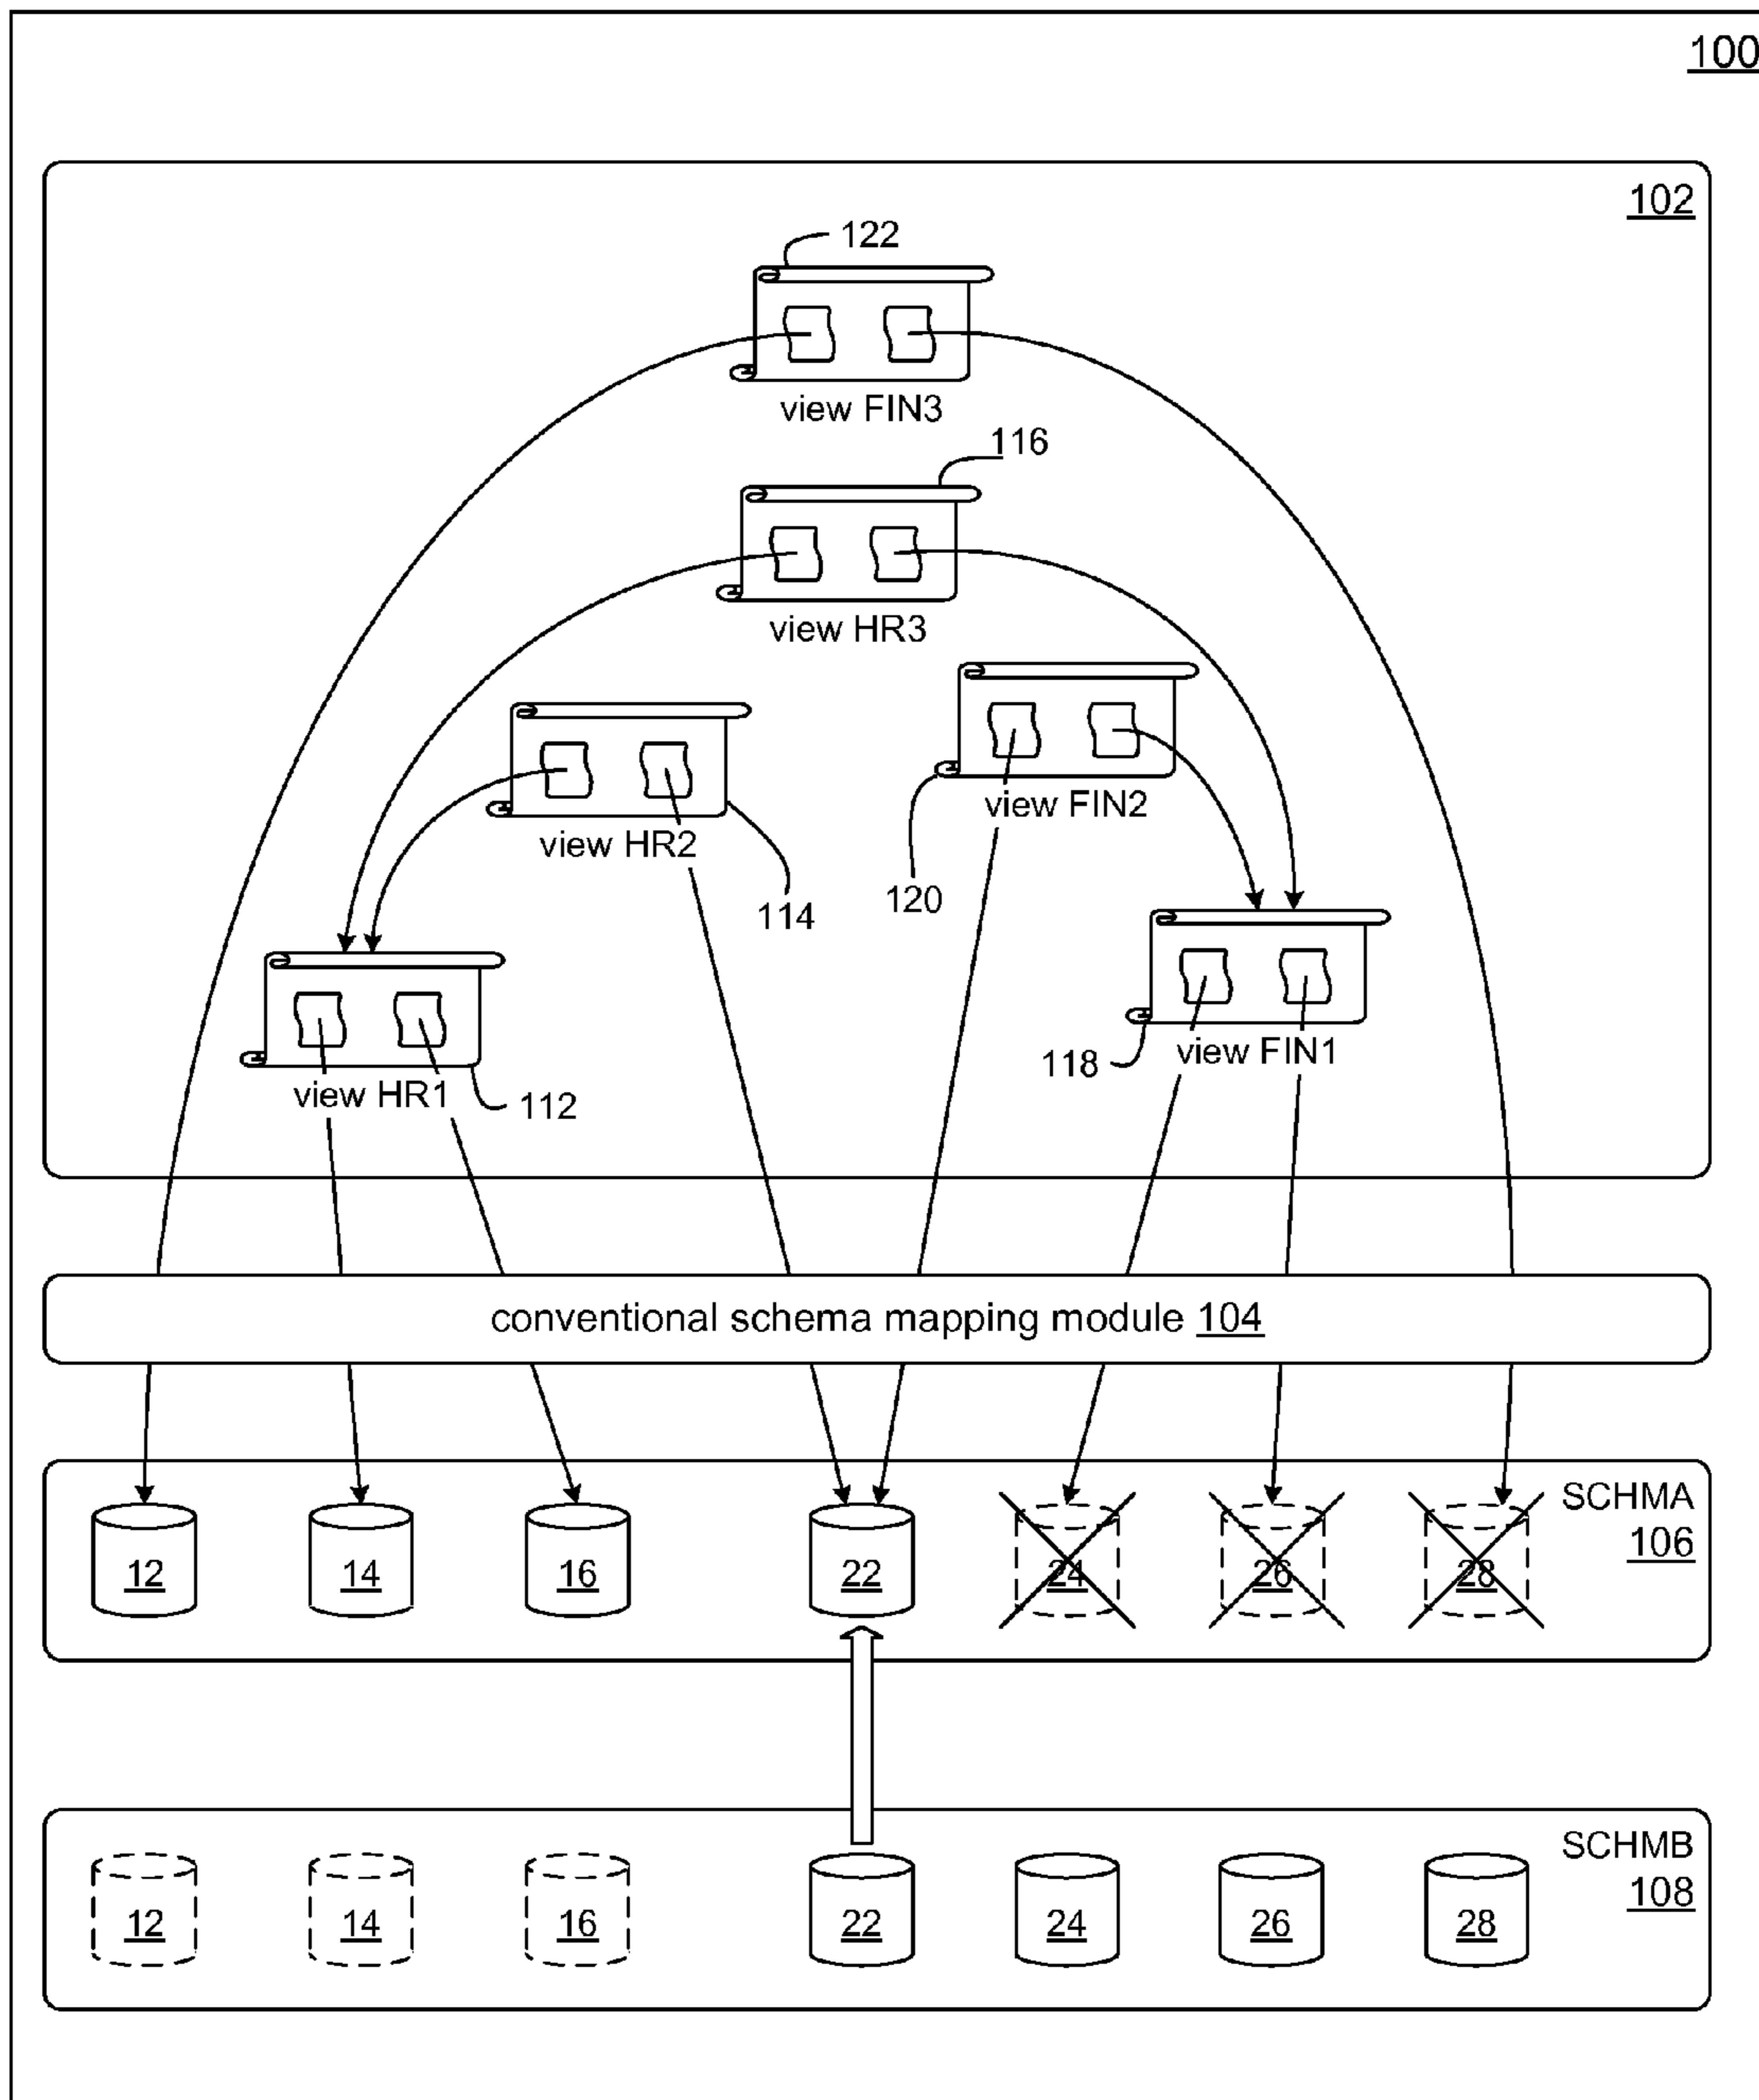 100
102
122
view FIN3
116
view HR3
view FIN2
view HR2
120
114
118
view FIN1
view HR1
112
conventional schema mapping module 104
SCHMA
106
12 14 16 22 24 26 28
SCHMB
108
12 14 16 22 24 26 28